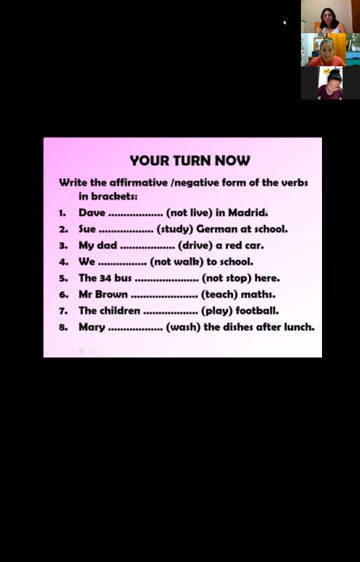 YOUR TURN NOW
Write the affirmative /negative form of the verbs
in brackets:
1. Dave .................. (not live) in Madrid.
2. Sue .................. (study) German at school.
3. My dad .................. (drive) a red car.
4. We ................ (not walk) to school.
5. The 34 bus ..................... (not stop) here.
6. Mr Brown ...................... (teach) maths.
7. The children .................. (play) football.
8. Mary .................. (wash) the dishes after lunch.